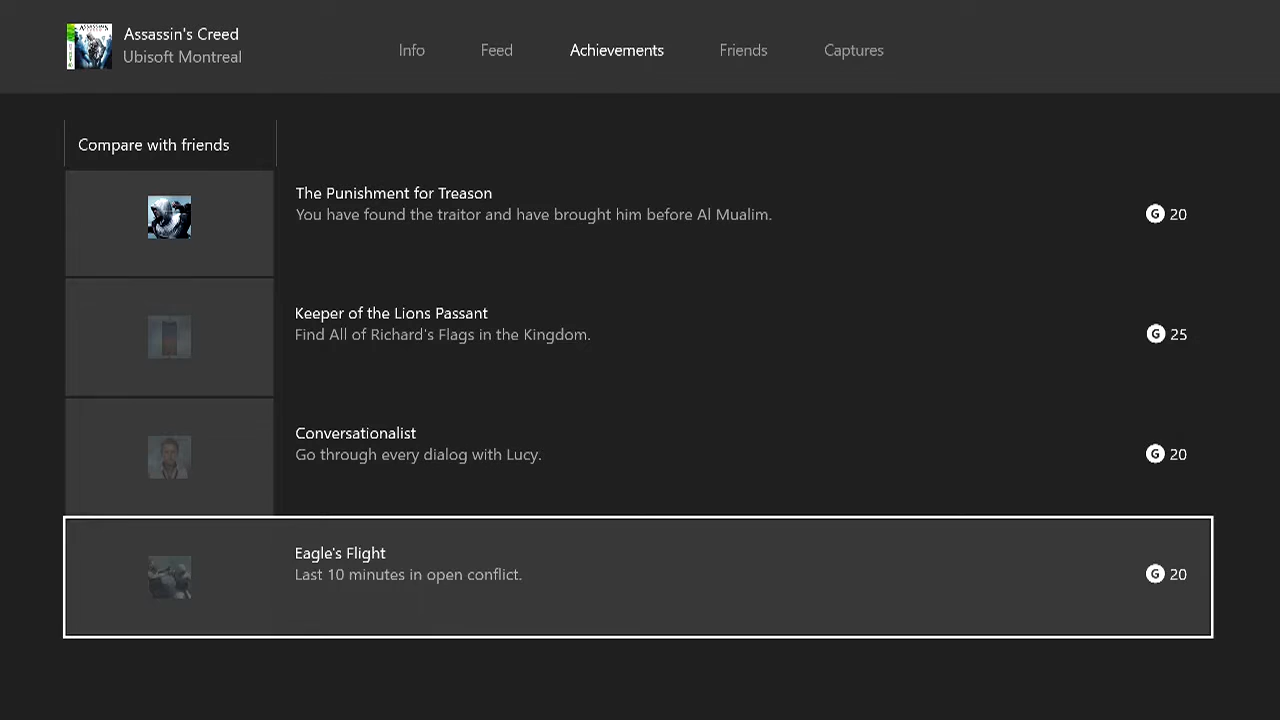 Assassin's Creed
Ubisoft Montreal
Info
Feed
Achievements
Friends
Captures
Compare with friends
The Punishment for Treason
You have found the traitor and have brought him before Al Mualim.
G 20
Keeper of the Lions Passant
Find All of Richard's Flags in the Kingdom.
G 25
Conversationalist
Go through every dialog with Lucy.
G 20
Eagle's Flight
Last 10 minutes in open conflict.
G 20